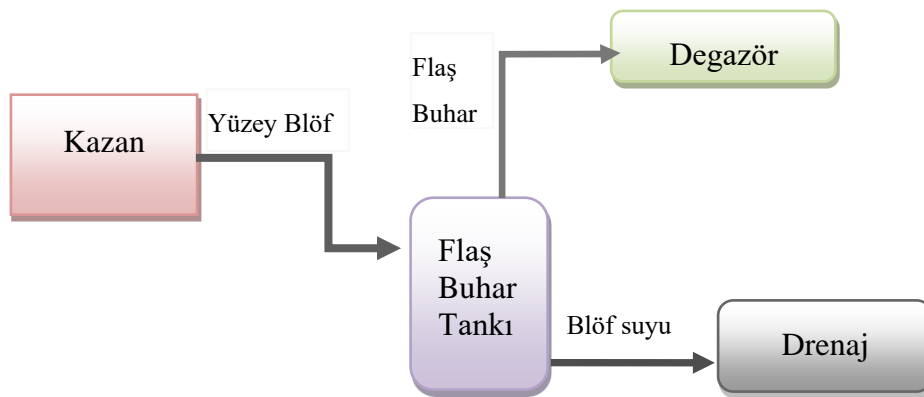 Kazan
Yüzey Blöf
Flaş
Buhar
Degazör
Flaş
Buhar
Tankı
Blöf suyu
Drenaj